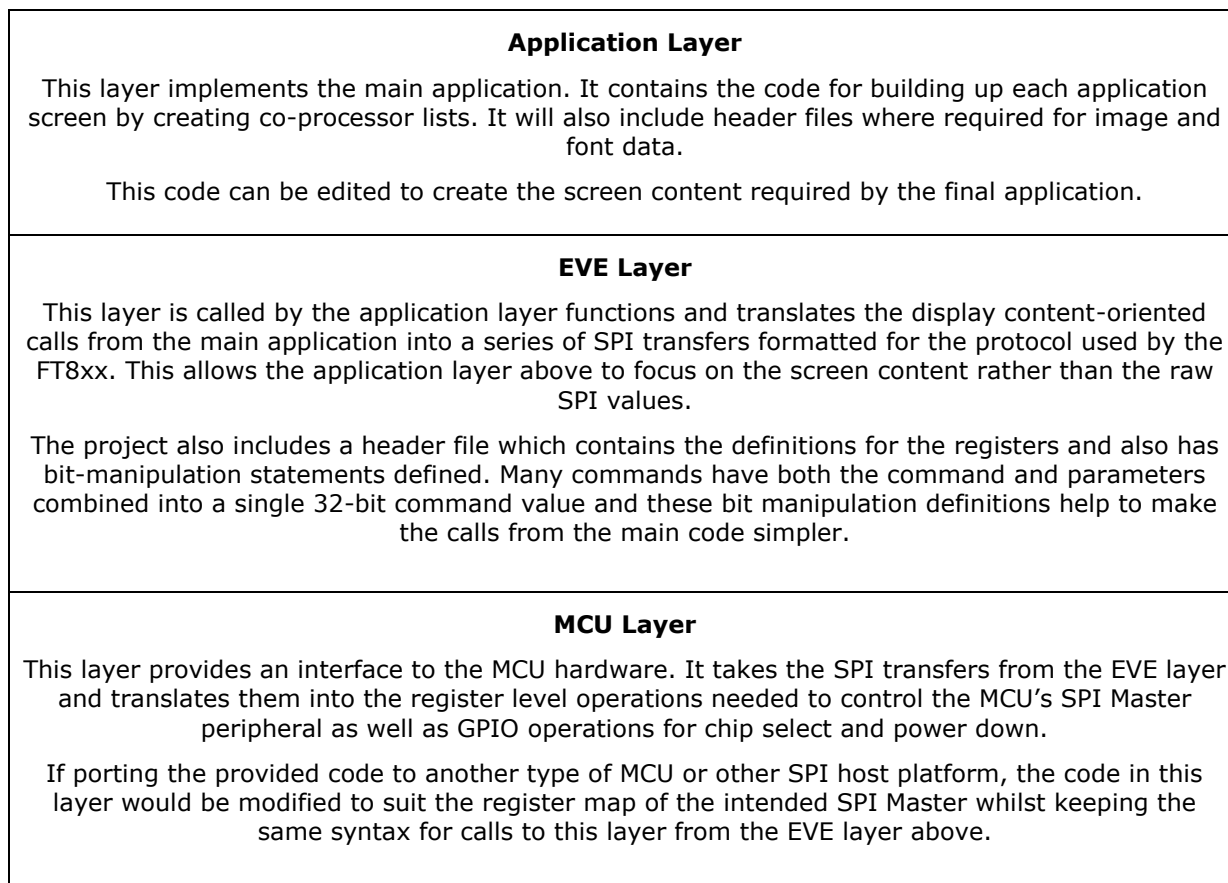 Application Layer
This layer implements the main application. It contains the code for building up each application
screen by creating co-processor lists. It will also include header files where required for image and
font data.
This code can be edited to create the screen content required by the final application.
EVE Layer
This layer is called by the application layer functions and translates the display content-oriented
calls from the main application into a series of SPI transfers formatted for the protocol used by the
FT8xx. This allows the application layer above to focus on the screen content rather than the raw
SPI values.
The project also includes a header file which contains the definitions for the registers and also has
bit-manipulation statements defined. Many commands have both the command and parameters
combined into a single 32-bit command value and these bit manipulation definitions help to make
the calls from the main code simpler.
MCU Layer
This layer provides an interface to the MCU hardware. It takes the SPI transfers from the EVE layer
and translates them into the register level operations needed to control the MCU’s SPI Master
peripheral as well as GPIO operations for chip select and power down.
If porting the provided code to another type of MCU or other SPI host platform, the code in this
layer would be modified to suit the register map of the intended SPI Master whilst keeping the
same syntax for calls to this layer from the EVE layer above.